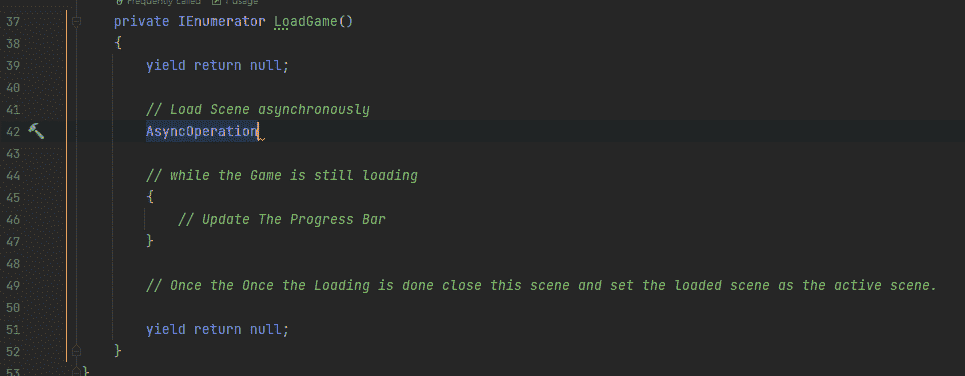 Frequently called 1 usage
37 private IEnumerator LoadGame()
38 {
39 yield return null;
40
41 // Load Scene asynchronously
42 AsyncOperation
43
44 // while the Game is still loading
45 {
46 // Update The Progress Bar
47 }
48
49 // Once the Once the Loading is done close this scene and set the loaded scene as the active scene.
50
51 yield return null;
52 }
53 }